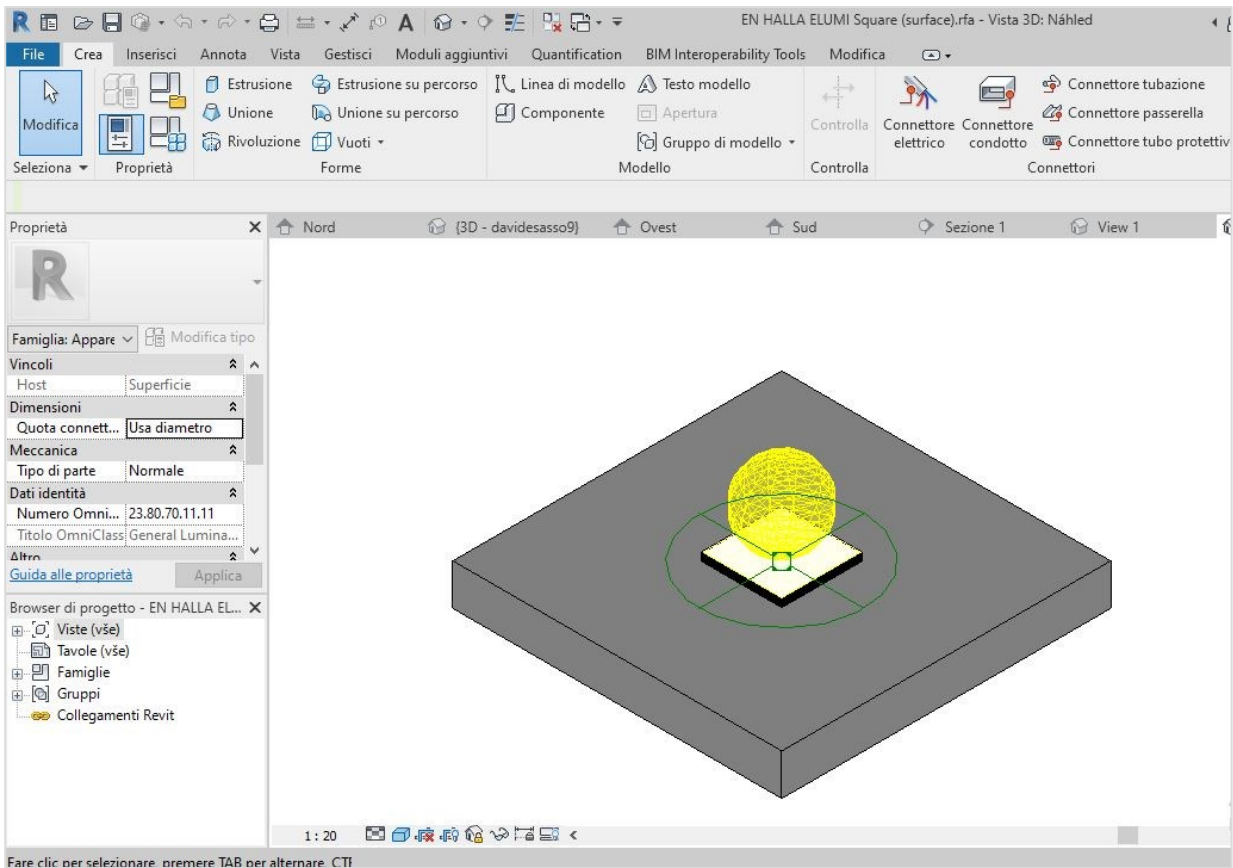 EN HALLA ELUMI Square (surface).rfa - Vista 3D: Náhled
File Crea Inserisci Annota Vista Gestisci Moduli aggiuntivi Quantification BIM Interoperability Tools Modifica
Modifica
Estrusione
Unione
Rivoluzione
Estrusione su percorso
Unione su percorso
Vuoti
Linea di modello
Componente
Testo modello
Apertura
Gruppo di modello
Controlla
Connettore elettrico
Connettore condotto
Connettore tubazione
Connettore passerella
Connettore tubo protettiv
Seleziona Proprietà Forme Modello Controlla Connettori
Proprietà
Nord {3D - davidesasso9} Ovest Sud Sezione 1 View 1
R
Famiglia: Appare Modifica tipo
Vincoli
Host Superficie
Dimensioni
Quota connett... Usa diametro
Meccanica
Tipo di parte Normale
Dati identità
Numero Omni... 23.80.70.11.11
Titolo OmniClass General Lumina...
Altro
Guida alle proprietà Applica
Browser di progetto - EN HALLA EL...
Viste (vše)
Tavole (vše)
Famiglie
Gruppi
Collegamenti Revit
1 : 20
Fare clic per selezionare, premere TAB per alternare, CTR